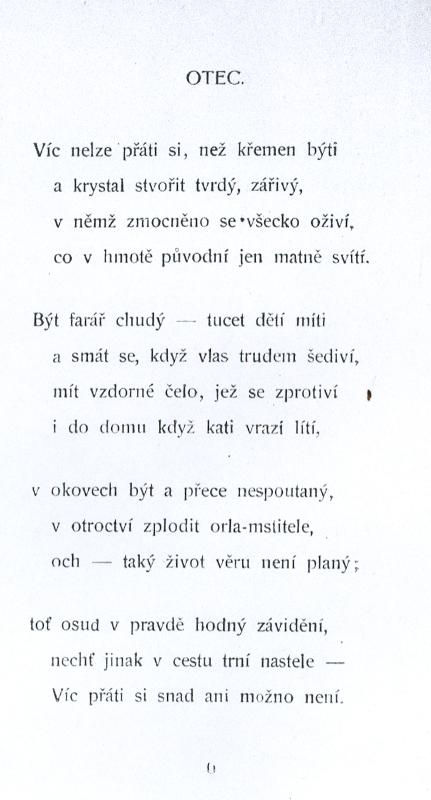 OTEC.
Víc nelze přáti si, než křemen býti
a krystal stvořit tvrdý, zářivý,
v němž zmocněno se všecko oživí,
co v hmotě původní jen matně svítí.
Být farář chudý — tucet dětí míti
a smát se, když vlas trudem šediví,
mít vzdorné čelo, jež se zprotiví
i do domu když kati vrazí lítí,
v okovech být a přece nespoutaný,
v otroctví zplodit orla-mstitele,
och — taký život věru není planý;
toť osud v pravdě hodný závidění,
nechť jinak v cestu trní nastele —
Víc přáti si snad ani možno není.